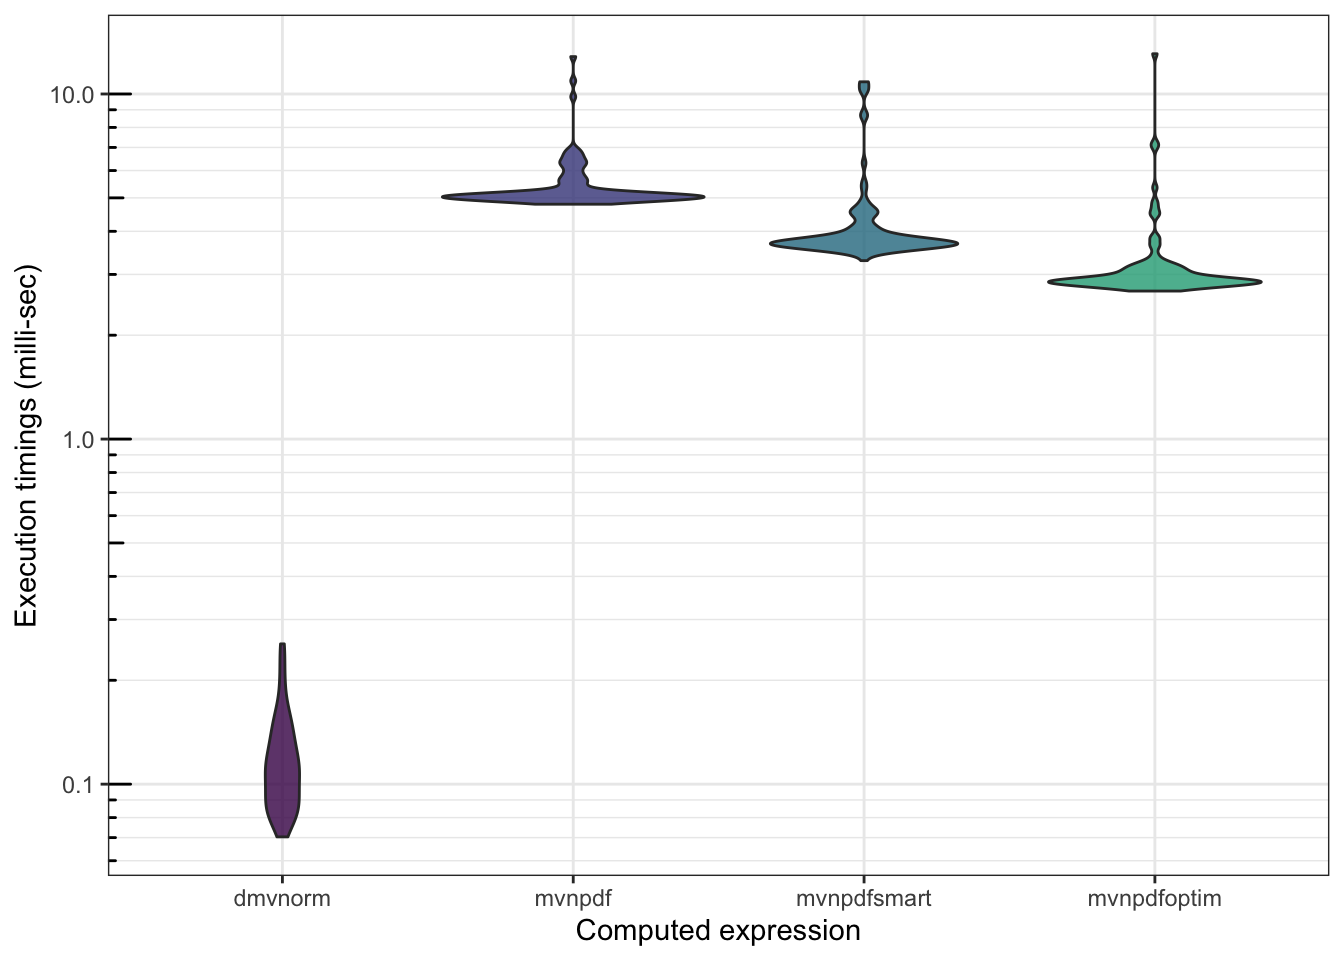 Execution timings (milli-sec)
10.0
1.0
0.1
dmvnorm mvnpdf mvnpdfsmart mvnpdfoptim
Computed expression